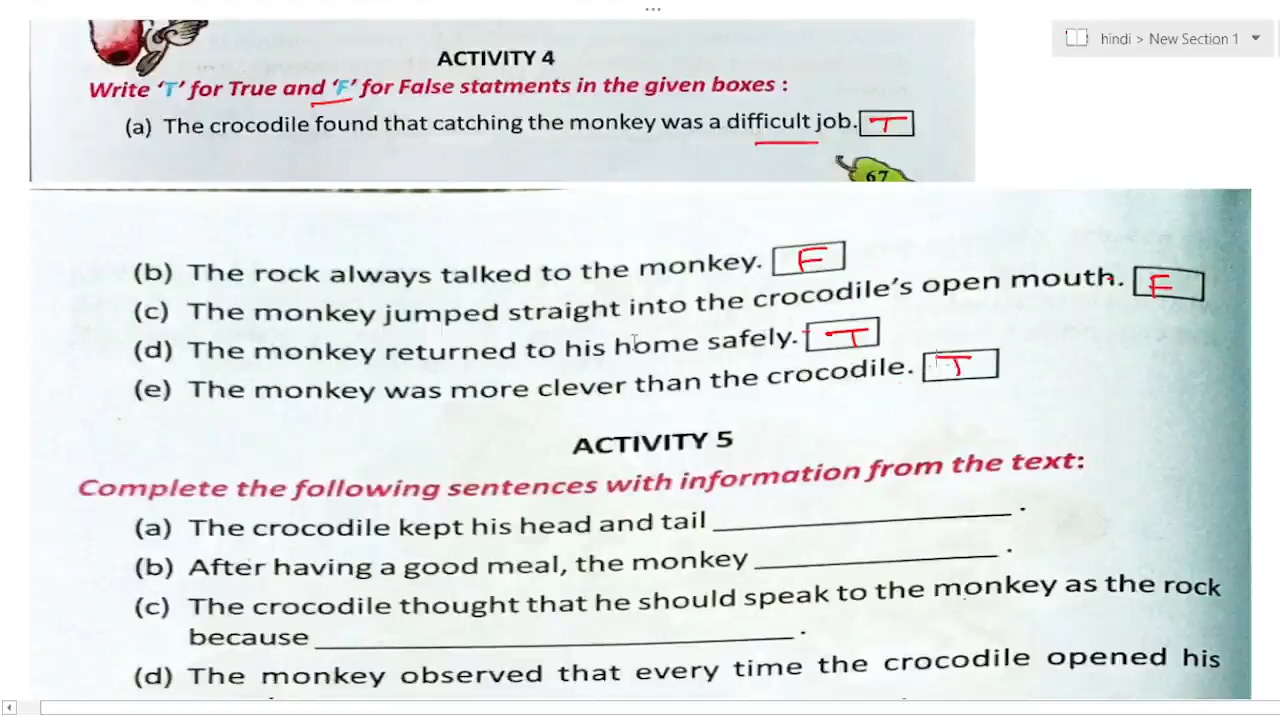 ...
hindi > New Section 1
ACTIVITY 4
Write 'T' for True and 'F' for False statments in the given boxes :
(a) The crocodile found that catching the monkey was a difficult job. T
67
(b) The rock always talked to the monkey. F
(c) The monkey jumped straight into the crocodile's open mouth. F
(d) The monkey returned to his home safely. T
(e) The monkey was more clever than the crocodile. T
ACTIVITY 5
Complete the following sentences with information from the text:
(a) The crocodile kept his head and tail ____________.
(b) After having a good meal, the monkey ____________.
(c) The crocodile thought that he should speak to the monkey as the rock
because ____________.
(d) The monkey observed that every time the crocodile opened his